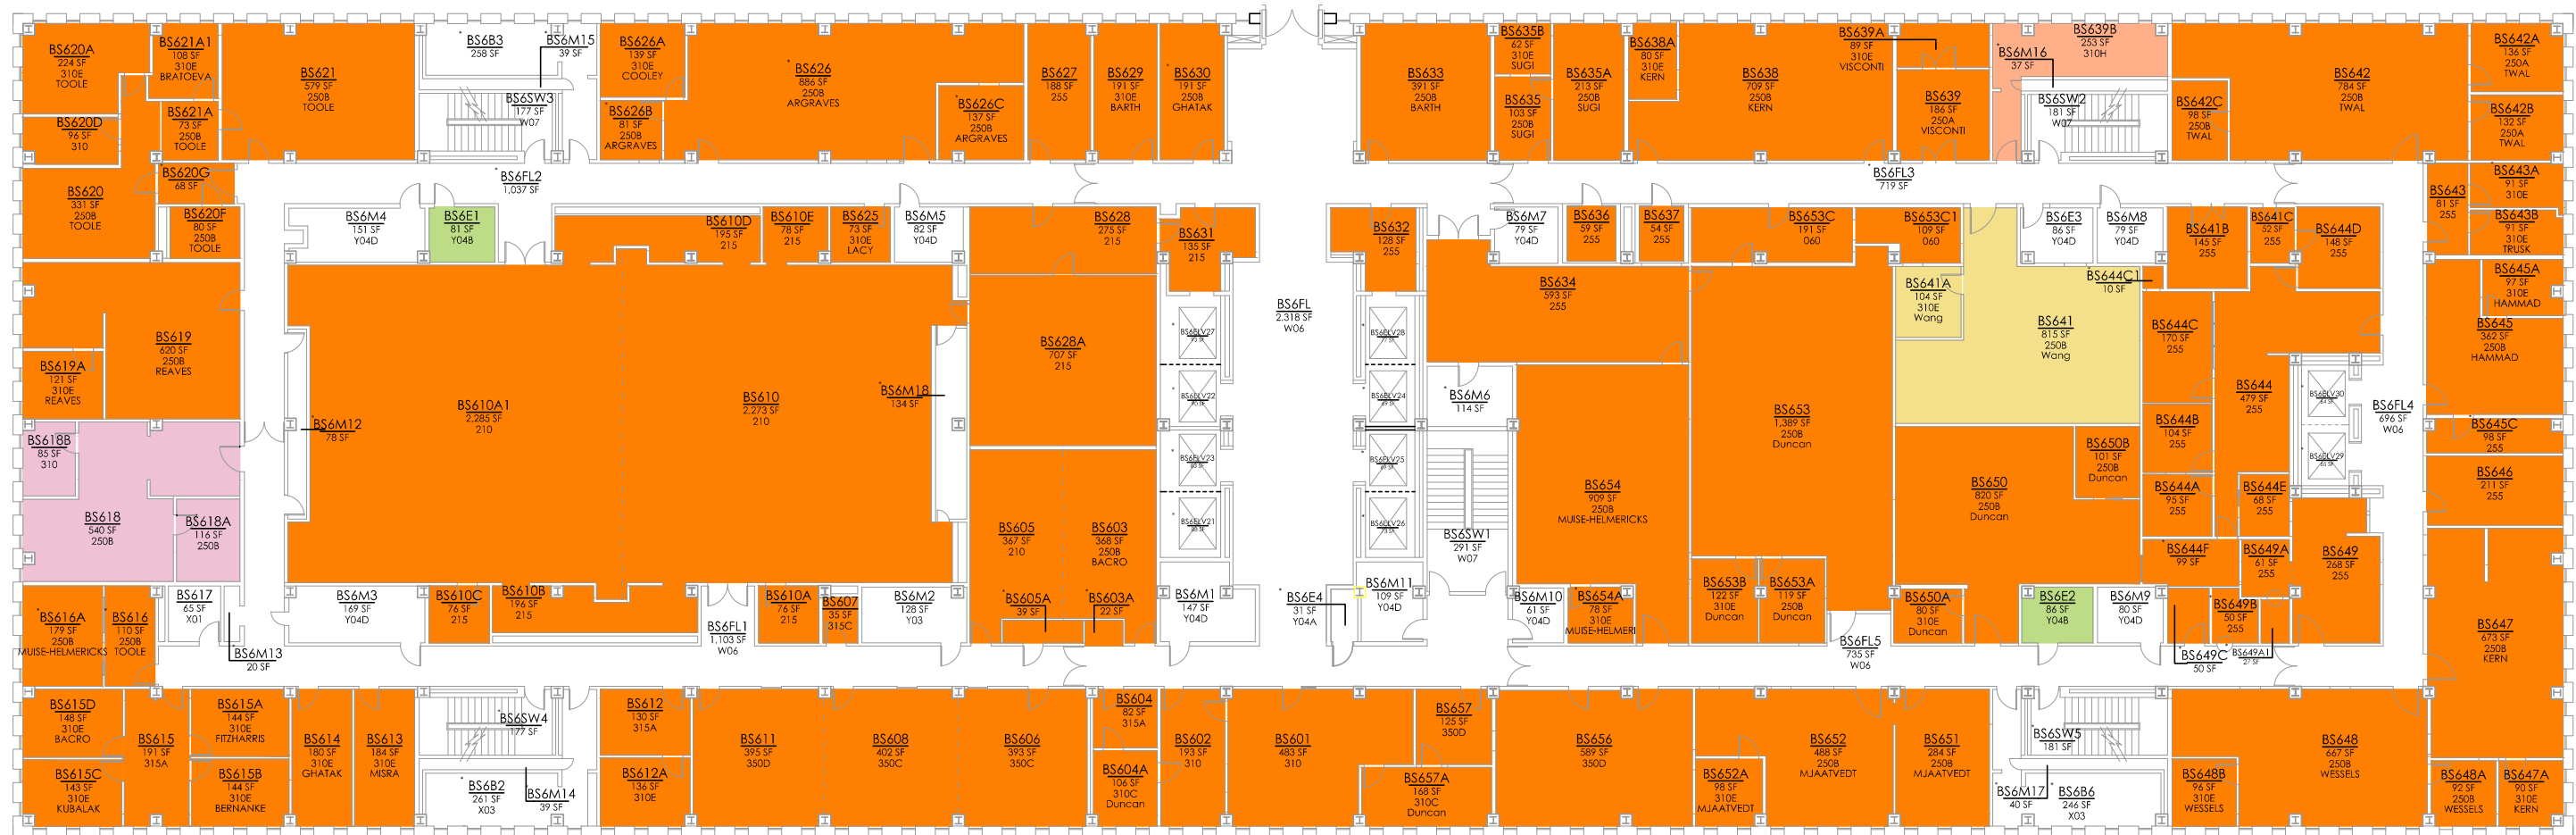 BS620A
224 SF
310E
TOOLE
BS621A1
108 SF
310E
BRATOEVA
BS620D
96 SF
310
BS621A
73 SF
250B
TOOLE
BS621
579 SF
250B
TOOLE
BS6B3
258 SF
BS6M15
39 SF
BS6SW3
177 SF
W07
BS626A
139 SF
310E
COOLEY
BS626B
81 SF
250B
ARGRAVES
BS626
886 SF
250B
ARGRAVES
BS626C
137 SF
250B
ARGRAVES
BS627
188 SF
255
BS629
191 SF
310E
BARTH
BS630
191 SF
250B
GHATAK
BS633
391 SF
250B
BARTH
BS635B
62 SF
310E
SUGI
BS635
103 SF
250B
SUGI
BS635A
213 SF
250B
SUGI
BS638A
80 SF
310E
KERN
BS638
709 SF
250B
KERN
BS639A
89 SF
310E
VISCONTI
BS639
186 SF
250A
VISCONTI
BS6M16
37 SF
BS639B
253 SF
310H
BS6SW2
181 SF
W07
BS642C
98 SF
250B
TWAL
BS642
784 SF
250B
TWAL
BS642A
136 SF
250A
TWAL
BS642B
132 SF
250A
TWAL
BS620
331 SF
250B
TOOLE
BS620G
68 SF
BS620F
80 SF
250B
TOOLE
BS6FL2
1,037 SF
BS6FL3
719 SF
BS643
81 SF
255
BS643A
91 SF
310E
BS643B
91 SF
310E
TRUSK
BS6M4
151 SF
Y04D
BS6E1
81 SF
Y04B
BS610D
195 SF
215
BS610E
78 SF
215
BS625
73 SF
310E
LACY
BS6M5
82 SF
Y04D
BS628
275 SF
215
BS631
135 SF
215
BS632
128 SF
255
BS6M7
79 SF
Y04D
BS636
59 SF
255
BS637
54 SF
255
BS653C
191 SF
060
BS653C1
109 SF
060
BS6E3
86 SF
Y04D
BS6M8
79 SF
Y04D
BS641B
145 SF
255
BS641C
52 SF
255
BS644D
148 SF
255
BS619
620 SF
250B
REAVES
BS619A
121 SF
310E
REAVES
BS6M12
78 SF
BS610A1
2,285 SF
210
BS610
2,273 SF
210
BS6M18
134 SF
BS628A
707 SF
215
BS6ELV27
BS6ELV22
BS6ELV23
BS6ELV21
BS6FL
2,318 SF
W06
BS6ELV28
BS6ELV24
BS6ELV25
BS6ELV26
BS634
593 SF
255
BS6M6
114 SF
BS641A
104 SF
310E
Wang
BS641
815 SF
250B
Wang
BS644C1
10 SF
BS644C
170 SF
255
BS644
479 SF
255
BS644B
104 SF
255
BS6ELV30
BS6ELV29
BS6FL4
696 SF
W06
BS645A
97 SF
310E
HAMMAD
BS645
362 SF
250B
HAMMAD
BS645C
98 SF
255
BS646
211 SF
255
BS618B
85 SF
310
BS618
540 SF
250B
BS618A
116 SF
250B
BS605
367 SF
210
BS603
368 SF
250B
BACRO
BS6SW1
291 SF
W07
BS654
909 SF
250B
MUISE-HELMERICKS
BS653
1,389 SF
250B
Duncan
BS650
820 SF
250B
Duncan
BS650B
101 SF
250B
Duncan
BS644A
95 SF
255
BS644E
68 SF
255
BS644F
99 SF
BS649A
61 SF
255
BS649
268 SF
255
BS616A
179 SF
250B
MUISE-HELMERICKS
BS616
110 SF
250B
TOOLE
BS617
65 SF
X01
BS6M13
20 SF
BS6M3
169 SF
Y04D
BS610C
76 SF
215
BS610B
196 SF
215
BS6FL1
1,103 SF
W06
BS610A
76 SF
215
BS607
35 SF
315C
BS6M2
128 SF
Y03
BS605A
39 SF
BS603A
22 SF
BS6M1
147 SF
Y04D
BS6E4
31 SF
Y04A
BS6M11
109 SF
Y04D
BS6M10
61 SF
Y04D
BS654A
78 SF
310E
MUISE-HELMERI
BS653B
122 SF
310E
Duncan
BS653A
119 SF
250B
Duncan
BS6FL5
735 SF
W06
BS650A
80 SF
310E
Duncan
BS6E2
86 SF
Y04B
BS6M9
80 SF
Y04D
BS649B
50 SF
255
BS649C
50 SF
BS649A1
27 SF
BS647
673 SF
250B
KERN
BS615D
148 SF
310E
BACRO
BS615C
143 SF
310E
KUBALAK
BS615
191 SF
315A
BS615A
144 SF
310E
FITZHARRIS
BS615B
144 SF
310E
BERNANKE
BS614
180 SF
310E
GHATAK
BS613
184 SF
310E
MISRA
BS6SW4
177 SF
BS6B2
261 SF
X03
BS6M14
39 SF
BS612
130 SF
315A
BS612A
136 SF
310E
BS611
395 SF
350D
BS608
402 SF
350C
BS606
393 SF
350C
BS604
82 SF
315A
BS604A
106 SF
310C
Duncan
BS602
193 SF
310
BS601
483 SF
310
BS657
125 SF
350D
BS657A
168 SF
310C
Duncan
BS656
589 SF
350D
BS652A
98 SF
310E
MJAATVEDT
BS652
488 SF
250B
MJAATVEDT
BS651
284 SF
250B
MJAATVEDT
BS6SW5
181 SF
BS6M17
40 SF
BS6B6
246 SF
X03
BS648B
96 SF
310E
WESSELS
BS648
667 SF
250B
WESSELS
BS648A
92 SF
250B
WESSELS
BS647A
90 SF
310E
KERN